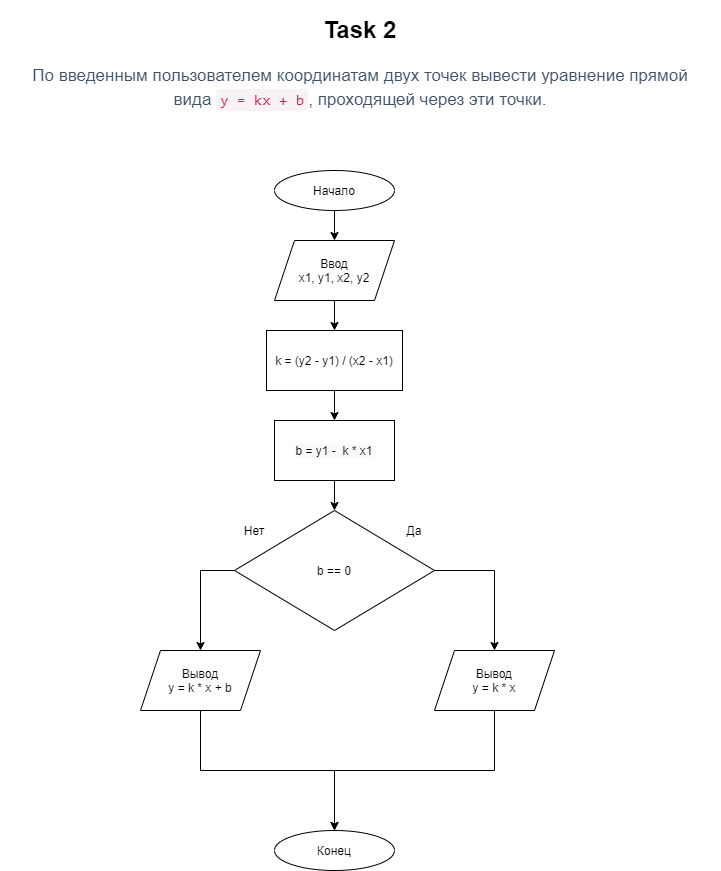 Task 2
По введенным пользователем координатам двух точек вывести уравнение прямой
вида y = kx + b, проходящей через эти точки.
Начало
Ввод
x1, y1, x2, y2
k = (y2 - y1) / (x2 - x1)
b = y1 - k * x1
Нет
Да
b == 0
Вывод
y = k * x + b
Вывод
y = k * x
Конец